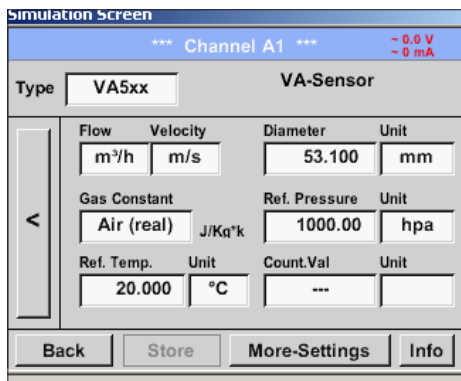 Simulation Screen
*** Channel A1 *** ~ 0.0 V
~ 0 mA
Type VA5xx VA-Sensor
Flow Velocity Diameter Unit
m³/h m/s 53.100 mm
Gas Constant Ref. Pressure Unit
< Air (real) J/Kg*k 1000.00 hpa
Ref. Temp. Unit Count.Val Unit
20.000 °C ---
Back Store More-Settings Info